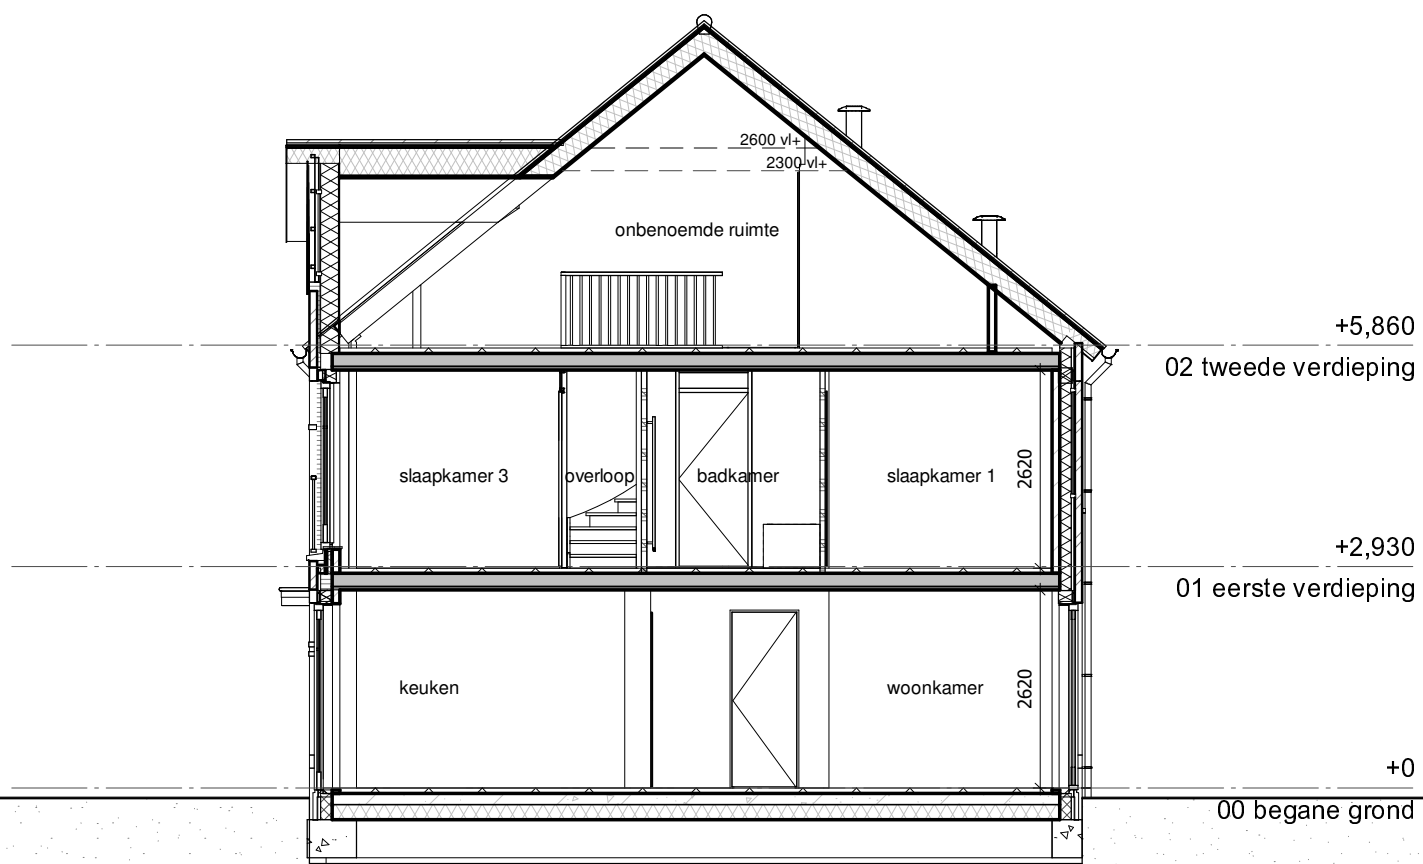 2600 vl+
2300 vl+
onbenoemde ruimte
+5,860
02 tweede verdieping
slaapkamer 3
overloop
badkamer
slaapkamer 1
2620
+2,930
01 eerste verdieping
keuken
woonkamer
2620
+0
00 begane grond